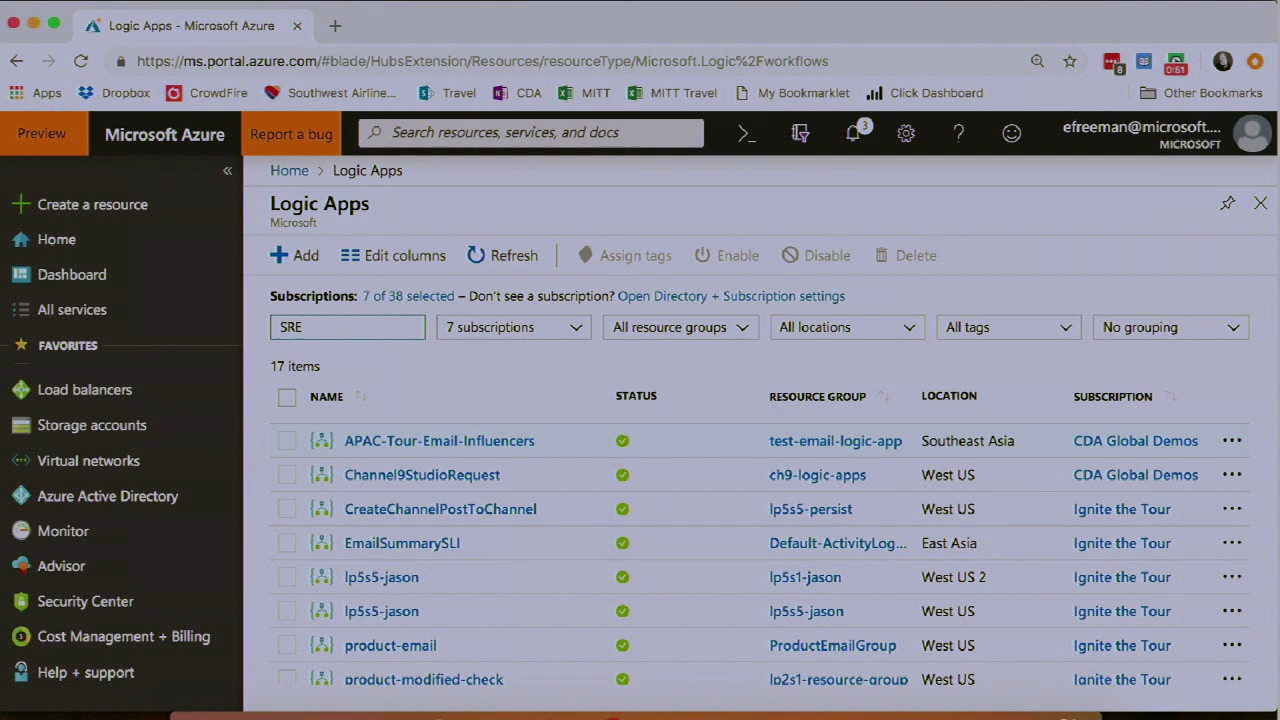 Logic Apps - Microsoft Azure
https://ms.portal.azure.com/#blade/HubsExtension/Resources/resourceType/Microsoft.Logic%2Fworkflows
8
0:51
Apps Dropbox CrowdFire Southwest Airline... Travel CDA MITT MITT Travel My Bookmarklet Click Dashboard Other Bookmarks
Preview Microsoft Azure Report a bug Search resources, services, and docs 3 efreeman@microsoft....
MICROSOFT
«
Create a resource
Home
Dashboard
All services
FAVORITES
Load balancers
Storage accounts
Virtual networks
Azure Active Directory
Monitor
Advisor
Security Center
Cost Management + Billing
Help + support
Home > Logic Apps
Logic Apps
Microsoft
Add Edit columns Refresh Assign tags Enable Disable Delete
Subscriptions: 7 of 38 selected – Don't see a subscription? Open Directory + Subscription settings
SRE 7 subscriptions All resource groups All locations All tags No grouping
17 items
NAME STATUS RESOURCE GROUP LOCATION SUBSCRIPTION
APAC-Tour-Email-Influencers test-email-logic-app Southeast Asia CDA Global Demos ...
Channel9StudioRequest ch9-logic-apps West US CDA Global Demos ...
CreateChannelPostToChannel lp5s5-persist West US Ignite the Tour ...
EmailSummarySLI Default-ActivityLog... East Asia Ignite the Tour ...
lp5s5-jason lp5s1-jason West US 2 Ignite the Tour ...
lp5s5-jason lp5s5-jason West US Ignite the Tour ...
product-email ProductEmailGroup West US Ignite the Tour ...
product-modified-check lp2s1-resource-group West US Ignite the Tour ...